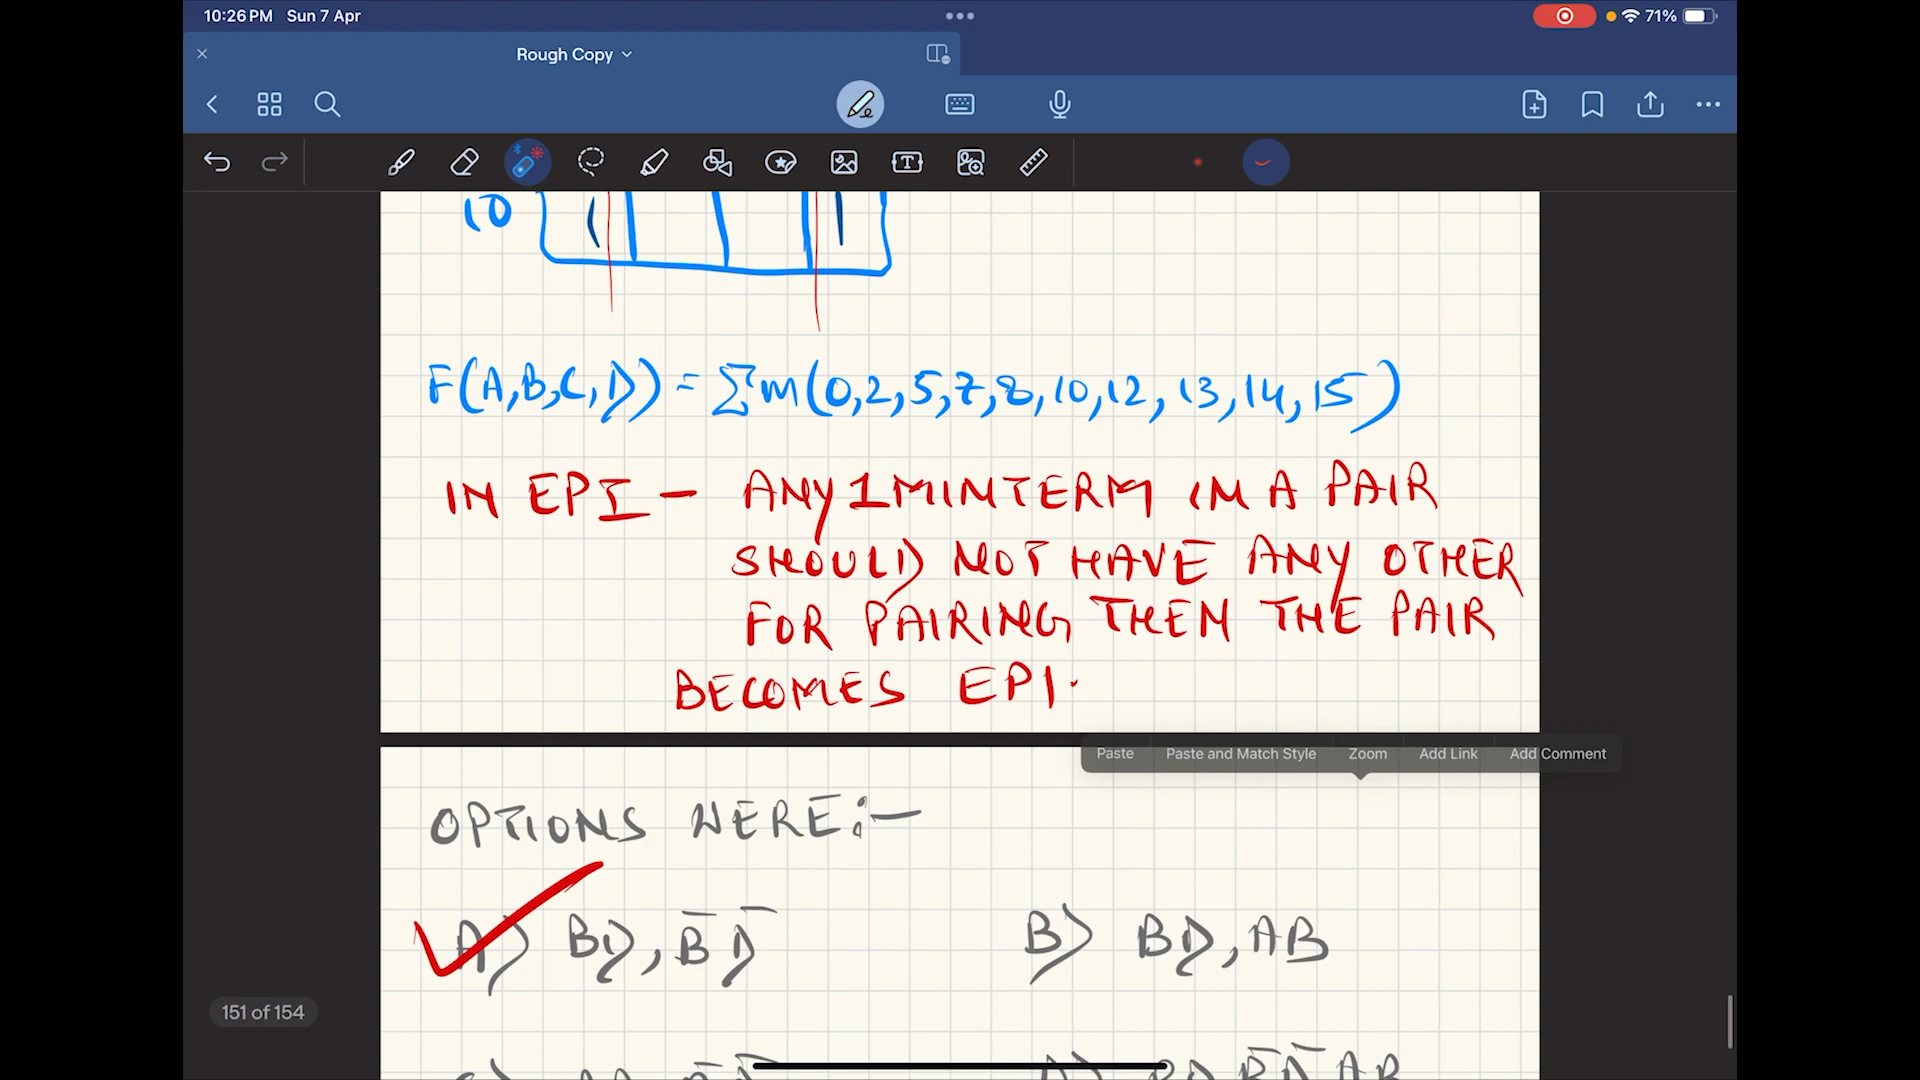 10:26 PM Sun 7 Apr
71%
Rough Copy
10 1 1
F(A,B,C,D) = Σm(0,2,5,7,8,10,12,13,14,15)
IN EPI - ANY 1 MINTERM IN A PAIR
SHOULD NOT HAVE ANY OTHER
FOR PAIRING THEN THE PAIR
BECOMES EPI.
Paste Paste and Match Style Zoom Add Link Add Comment
OPTIONS WERE:-
A) BD, B̅ D̅ B) BD, AB
151 of 154